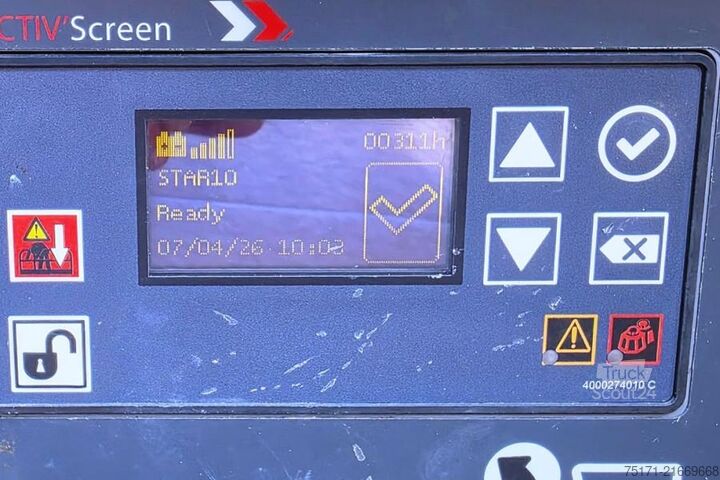 CTIV'Screen
00311h
STAR10
Ready
07/04/26 10:02
4000274010 C
Truck
Scout24
75171-21669668